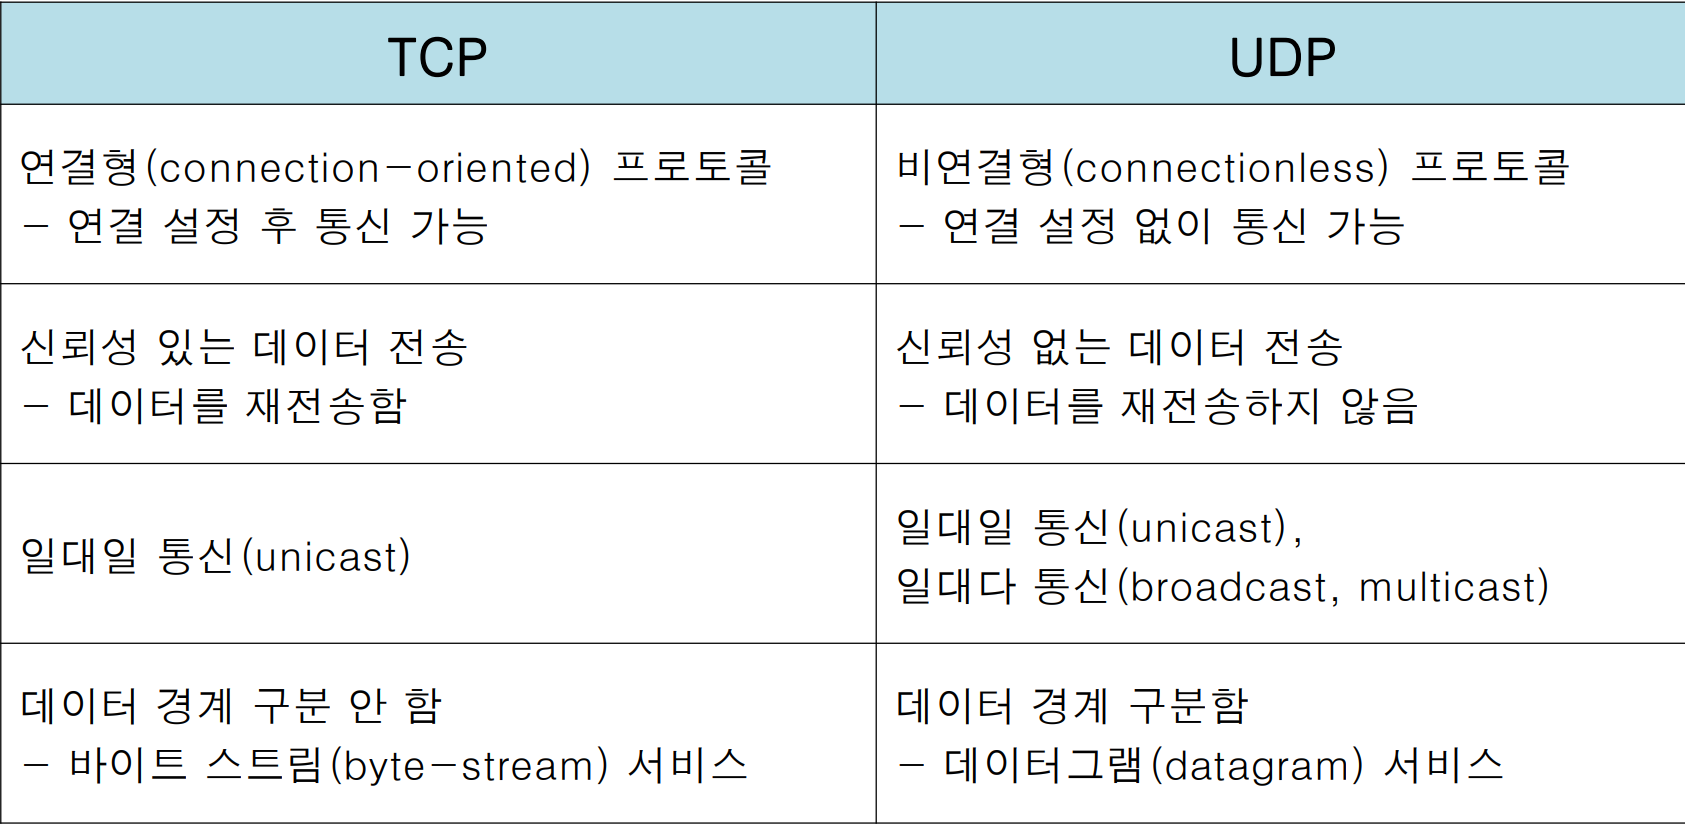 TCP
UDP
연결형(connection-oriented) 프로토콜
- 연결 설정 후 통신 가능
비연결형(connectionless) 프로토콜
- 연결 설정 없이 통신 가능
신뢰성 있는 데이터 전송
- 데이터를 재전송함
신뢰성 없는 데이터 전송
- 데이터를 재전송하지 않음
일대일 통신(unicast)
일대일 통신(unicast),
일대다 통신(broadcast, multicast)
데이터 경계 구분 안 함
- 바이트 스트림(byte-stream) 서비스
데이터 경계 구분함
- 데이터그램(datagram) 서비스